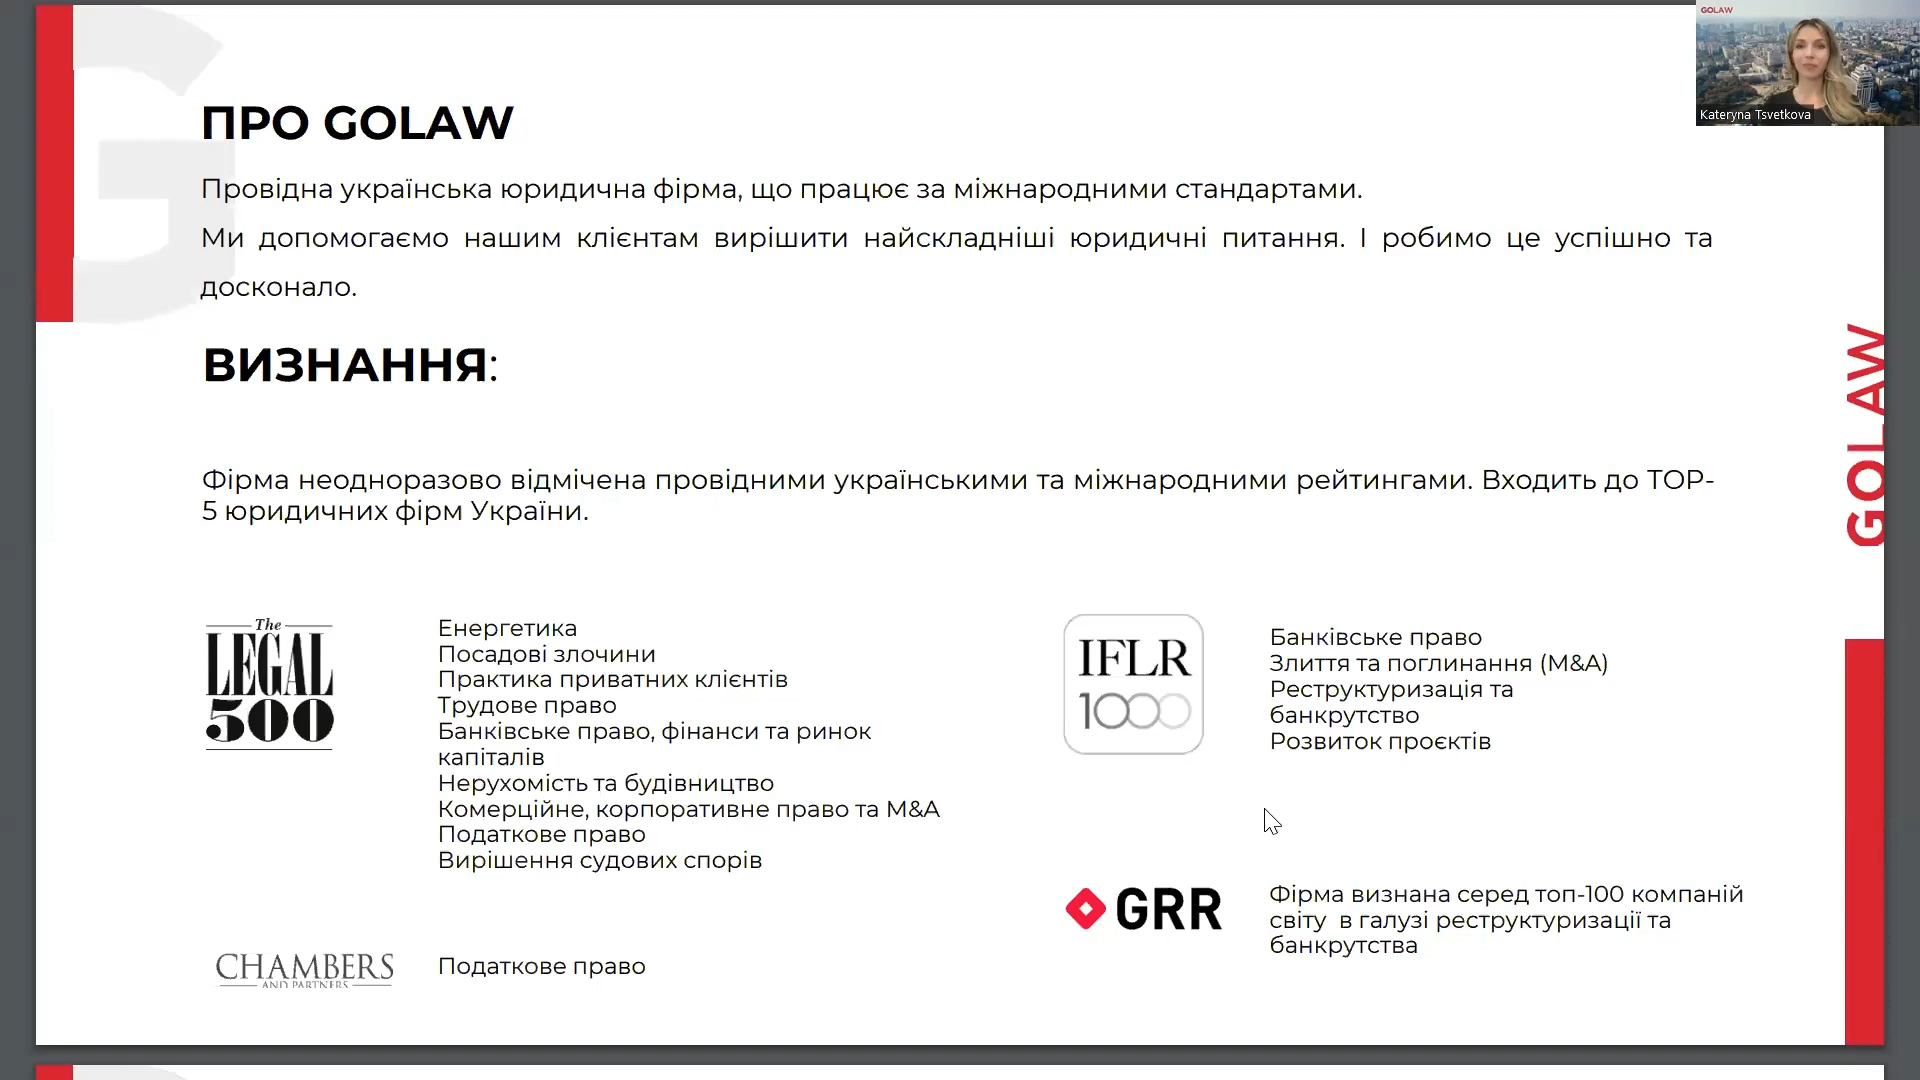 GOLAW
Kateryna Tsvetkova
ПРО GOLAW
Провідна українська юридична фірма, що працює за міжнародними стандартами.
Ми допомогаємо нашим клієнтам вирішити найскладніші юридичні питання. І робимо це успішно та
досконало.
ВИЗНАННЯ:
Фірма неодноразово відмічена провідними українськими та міжнародними рейтингами. Входить до TOP-
5 юридичних фірм України.
The
LEGAL
500
Енергетика
Посадові злочини
Практика приватних клієнтів
Трудове право
Банківське право, фінанси та ринок
капіталів
Нерухомість та будівництво
Комерційне, корпоративне право та M&A
Податкове право
Вирішення судових спорів
CHAMBERS
AND PARTNERS
Податкове право
IFLR
1000
Банківське право
Злиття та поглинання (M&A)
Реструктуризація та
банкрутство
Розвиток проєктів
GRR
Фірма визнана серед топ-100 компаній
світу в галузі реструктуризації та
банкрутства
GOLAW